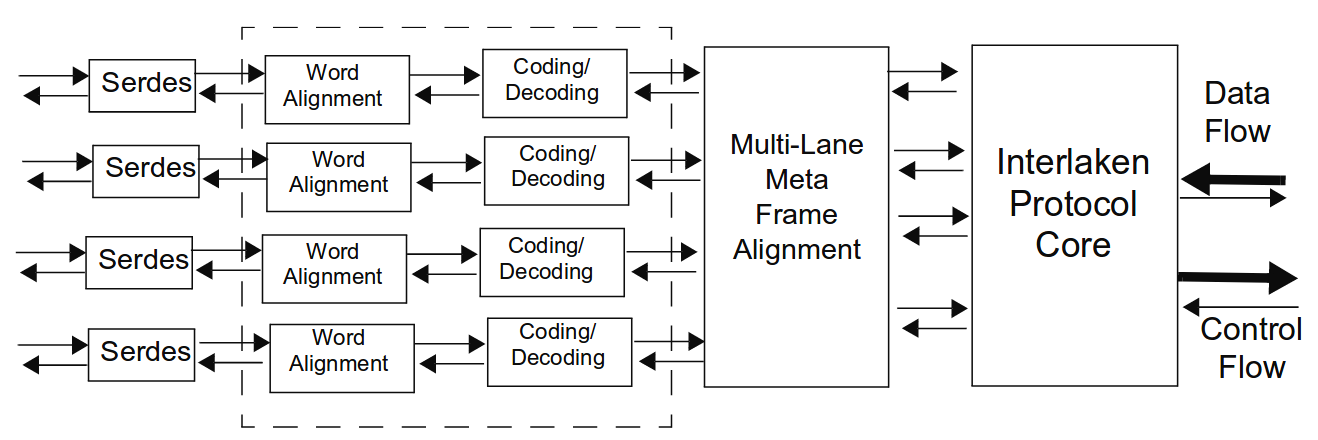 Serdes
Word
Alignment
Coding/
Decoding
Serdes
Word
Alignment
Coding/
Decoding
Serdes
Word
Alignment
Coding/
Decoding
Serdes
Word
Alignment
Coding/
Decoding
Multi-Lane
Meta
Frame
Alignment
Interlaken
Protocol
Core
Data
Flow
Control
Flow